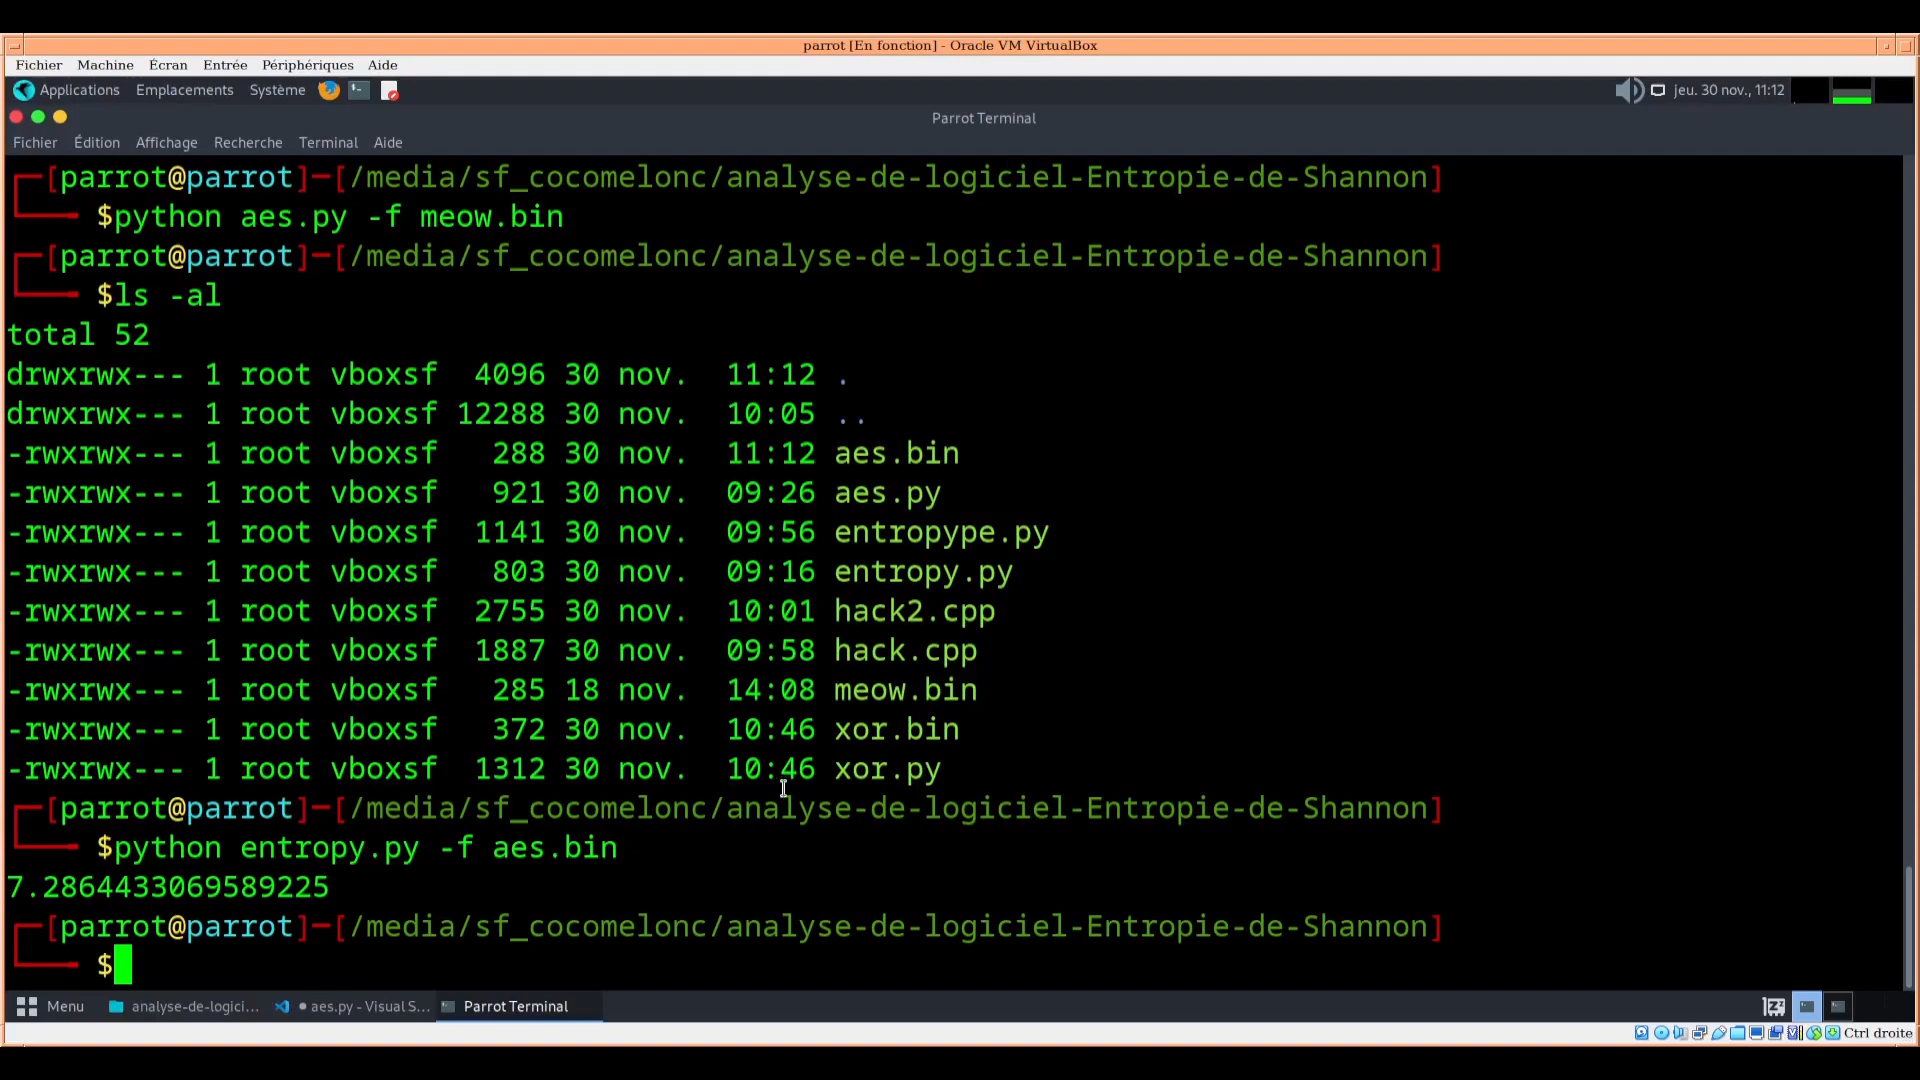 parrot [En fonction] - Oracle VM VirtualBox
Fichier Machine Écran Entrée Périphériques Aide
Applications Emplacements Système jeu. 30 nov., 11:12
Parrot Terminal
Fichier Édition Affichage Recherche Terminal Aide
[parrot@parrot]─[/media/sf_cocomelonc/analyse-de-logiciel-Entropie-de-Shannon]
$python aes.py -f meow.bin
[parrot@parrot]─[/media/sf_cocomelonc/analyse-de-logiciel-Entropie-de-Shannon]
$ls -al
total 52
drwxrwx--- 1 root vboxsf  4096 30 nov.  11:12 .
drwxrwx--- 1 root vboxsf 12288 30 nov.  10:05 ..
-rwxrwx--- 1 root vboxsf   288 30 nov.  11:12 aes.bin
-rwxrwx--- 1 root vboxsf   921 30 nov.  09:26 aes.py
-rwxrwx--- 1 root vboxsf  1141 30 nov.  09:56 entropype.py
-rwxrwx--- 1 root vboxsf   803 30 nov.  09:16 entropy.py
-rwxrwx--- 1 root vboxsf  2755 30 nov.  10:01 hack2.cpp
-rwxrwx--- 1 root vboxsf  1887 30 nov.  09:58 hack.cpp
-rwxrwx--- 1 root vboxsf   285 18 nov.  14:08 meow.bin
-rwxrwx--- 1 root vboxsf   372 30 nov.  10:46 xor.bin
-rwxrwx--- 1 root vboxsf  1312 30 nov.  10:46 xor.py
[parrot@parrot]─[/media/sf_cocomelonc/analyse-de-logiciel-Entropie-de-Shannon]
$python entropy.py -f aes.bin
7.2864433069589225
[parrot@parrot]─[/media/sf_cocomelonc/analyse-de-logiciel-Entropie-de-Shannon]
$
Menu analyse-de-logici... ● aes.py - Visual S... Parrot Terminal
Ctrl droite